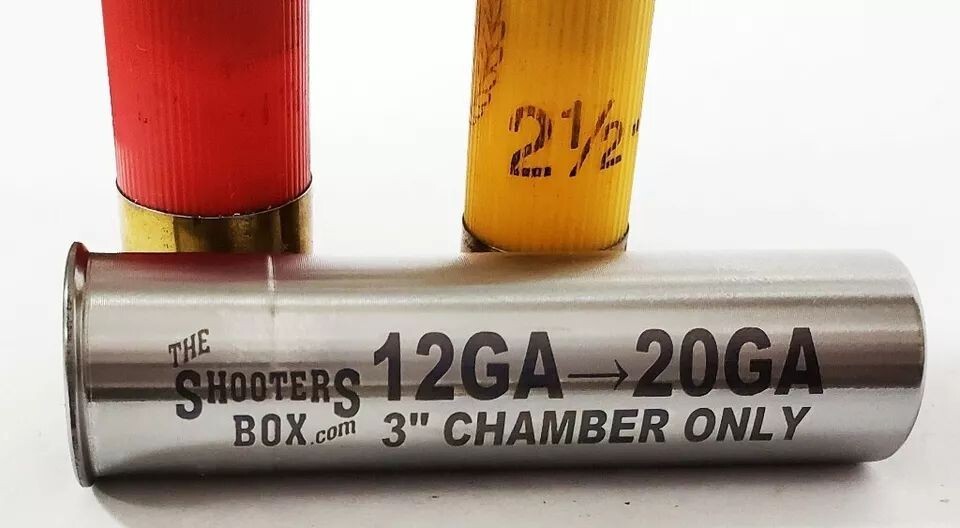 2½"
THE
SHOOTERS
BOX.com
12GA→20GA
3" CHAMBER ONLY